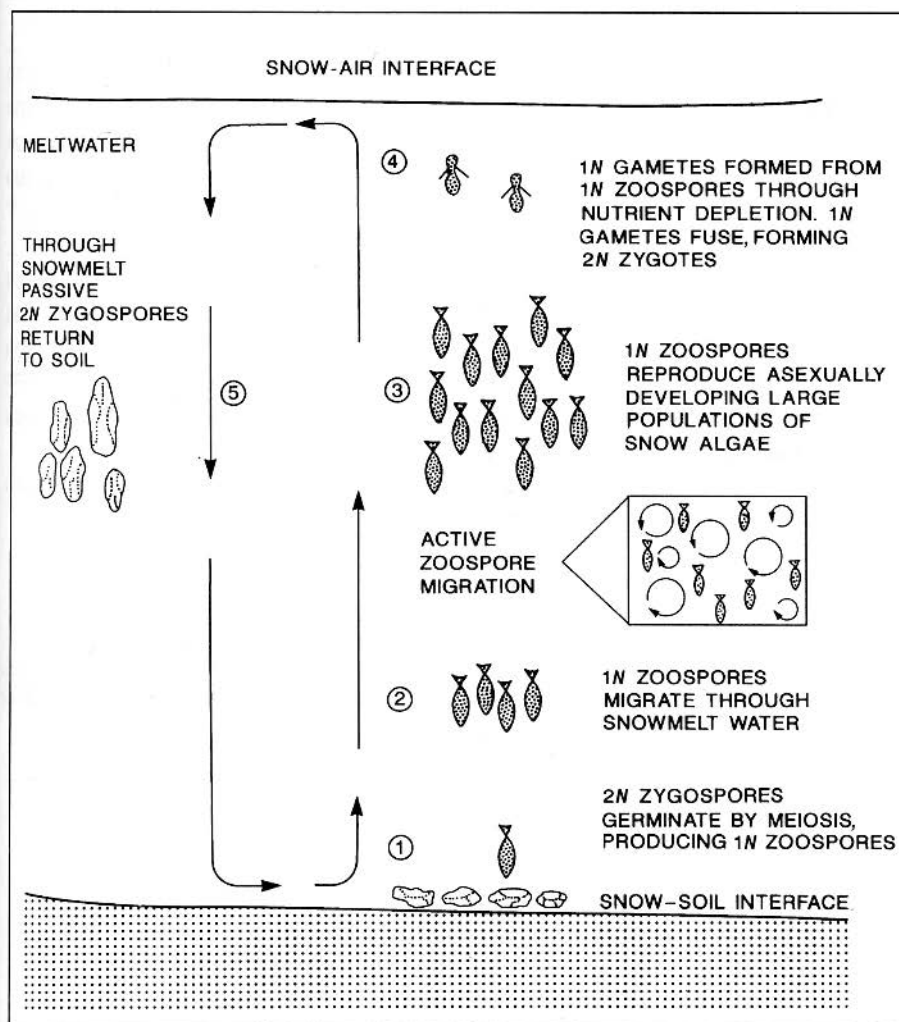 SNOW-AIR INTERFACE
MELTWATER
4
1N GAMETES FORMED FROM
1N ZOOSPORES THROUGH
NUTRIENT DEPLETION. 1N
GAMETES FUSE, FORMING
2N ZYGOTES
THROUGH
SNOWMELT
PASSIVE
2N ZYGOSPORES
RETURN
TO SOIL
5
3
1N ZOOSPORES
REPRODUCE ASEXUALLY
DEVELOPING LARGE
POPULATIONS OF
SNOW ALGAE
ACTIVE
ZOOSPORE
MIGRATION
2
1N ZOOSPORES
MIGRATE THROUGH
SNOWMELT WATER
1
2N ZYGOSPORES
GERMINATE BY MEIOSIS,
PRODUCING 1N ZOOSPORES
SNOW-SOIL INTERFACE